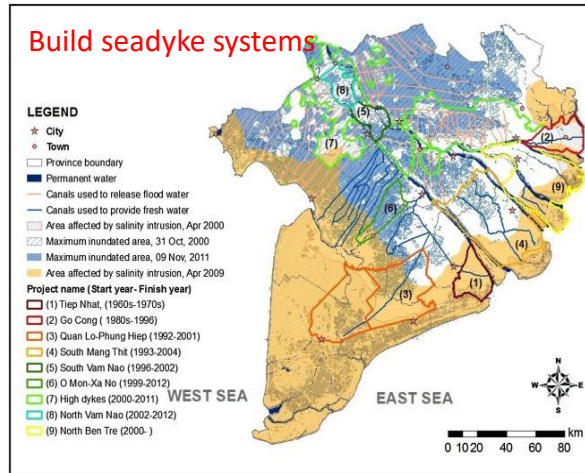 Build seadyke systems
LEGEND
City
Town
Province boundary
Permanent water
Canals used to release flood water
Canals used to provide fresh water
Area affected by salinity intrusion, Apr 2000
Maximum inundated area, 31 Oct, 2000
Maximum inundated area, 09 Nov, 2011
Area affected by salinity intrusion, Apr 2009
Project name (Start year- Finish year)
(1) Tiep Nhat, (1960s-1970s)
(2) Go Cong ( 1980s-1996)
(3) Quan Lo-Phung Hiep (1992-2001)
(4) South Mang Thit (1993-2004)
(5) South Vam Nao (1996-2002)
(6) O Mon-Xa No (1999-2012)
(7) High dykes (2000-2011)
(8) North Vam Nao (2002-2012)
(9) North Ben Tre (2000- )
(8)
(5)
(2)
(7)
(9)
(6)
(4)
(1)
(3)
WEST SEA
EAST SEA
N
W
E
S
km
0 10 20 40 60 80